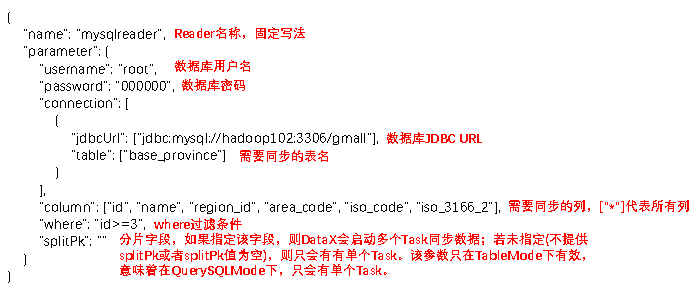 {
"name": "mysqlreader", Reader名称，固定写法
"parameter": {
"username": "root", 数据库用户名
"password": "000000", 数据库密码
"connection": [
{
"jdbcUrl": ["jdbc:mysql://hadoop102:3306/gmall"], 数据库JDBC URL
"table": ["base_province"] 需要同步的表名
}
],
"column": ["id", "name", "region_id", "area_code", "iso_code", "iso_3166_2"], 需要同步的列，["*"]代表所有列
"where": "id>=3", where过滤条件
"splitPk": "" 分片字段，如果指定该字段，则DataX会启动多个Task同步数据；若未指定(不提供
splitPk或者splitPk值为空)，则只会有有单个Task。该参数只在TableMode下有效，
意味着在QuerySQLMode下，只会有单个Task。
}
}